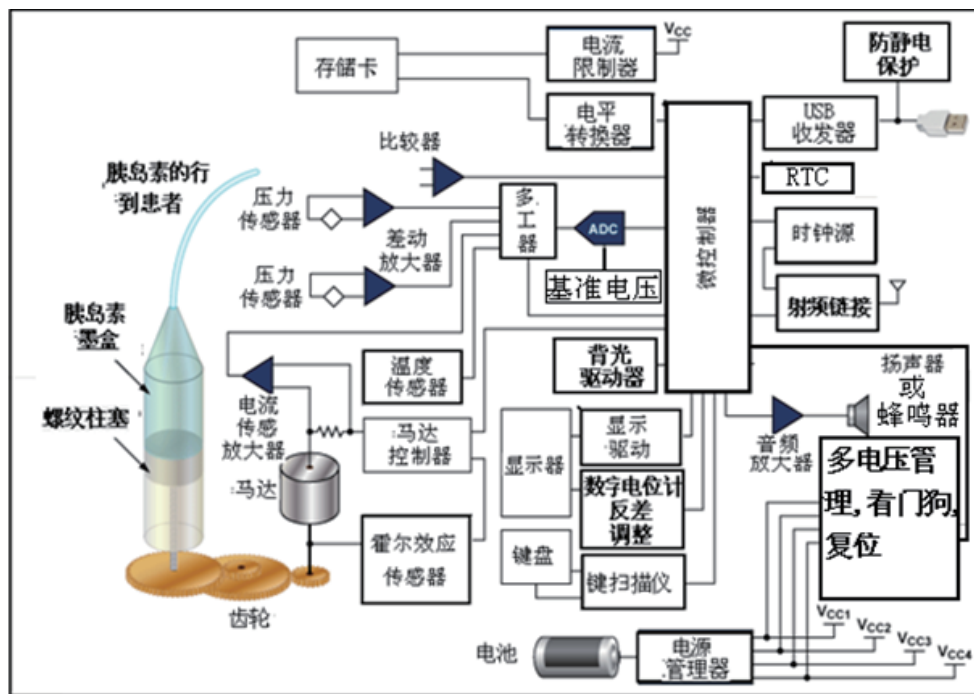 存储卡
电流
限制器
VCC
防静电
保护
电平
转换器
USB
收发器
比较器
RTC
胰岛素的行
到患者
压力
传感器
多.
工器
ADC
微控制器
时钟源
差动
放大器
基准电压
压力
传感器
射频链接
胰岛素
墨盒
背光
驱动器
扬声器
或
蜂鸣器
温度
传感器
螺纹柱塞
电流
传感
放大器
马达
控制器
显示器
显示
驱动
音频
放大器
多电压管
理,看门狗,
复位
马达
数字电位计
反差
调整
霍尔效应
传感器
键盘
键扫描仪
齿轮
电池
电源
管理器
VCC1
VCC2
VCC3
VCC4